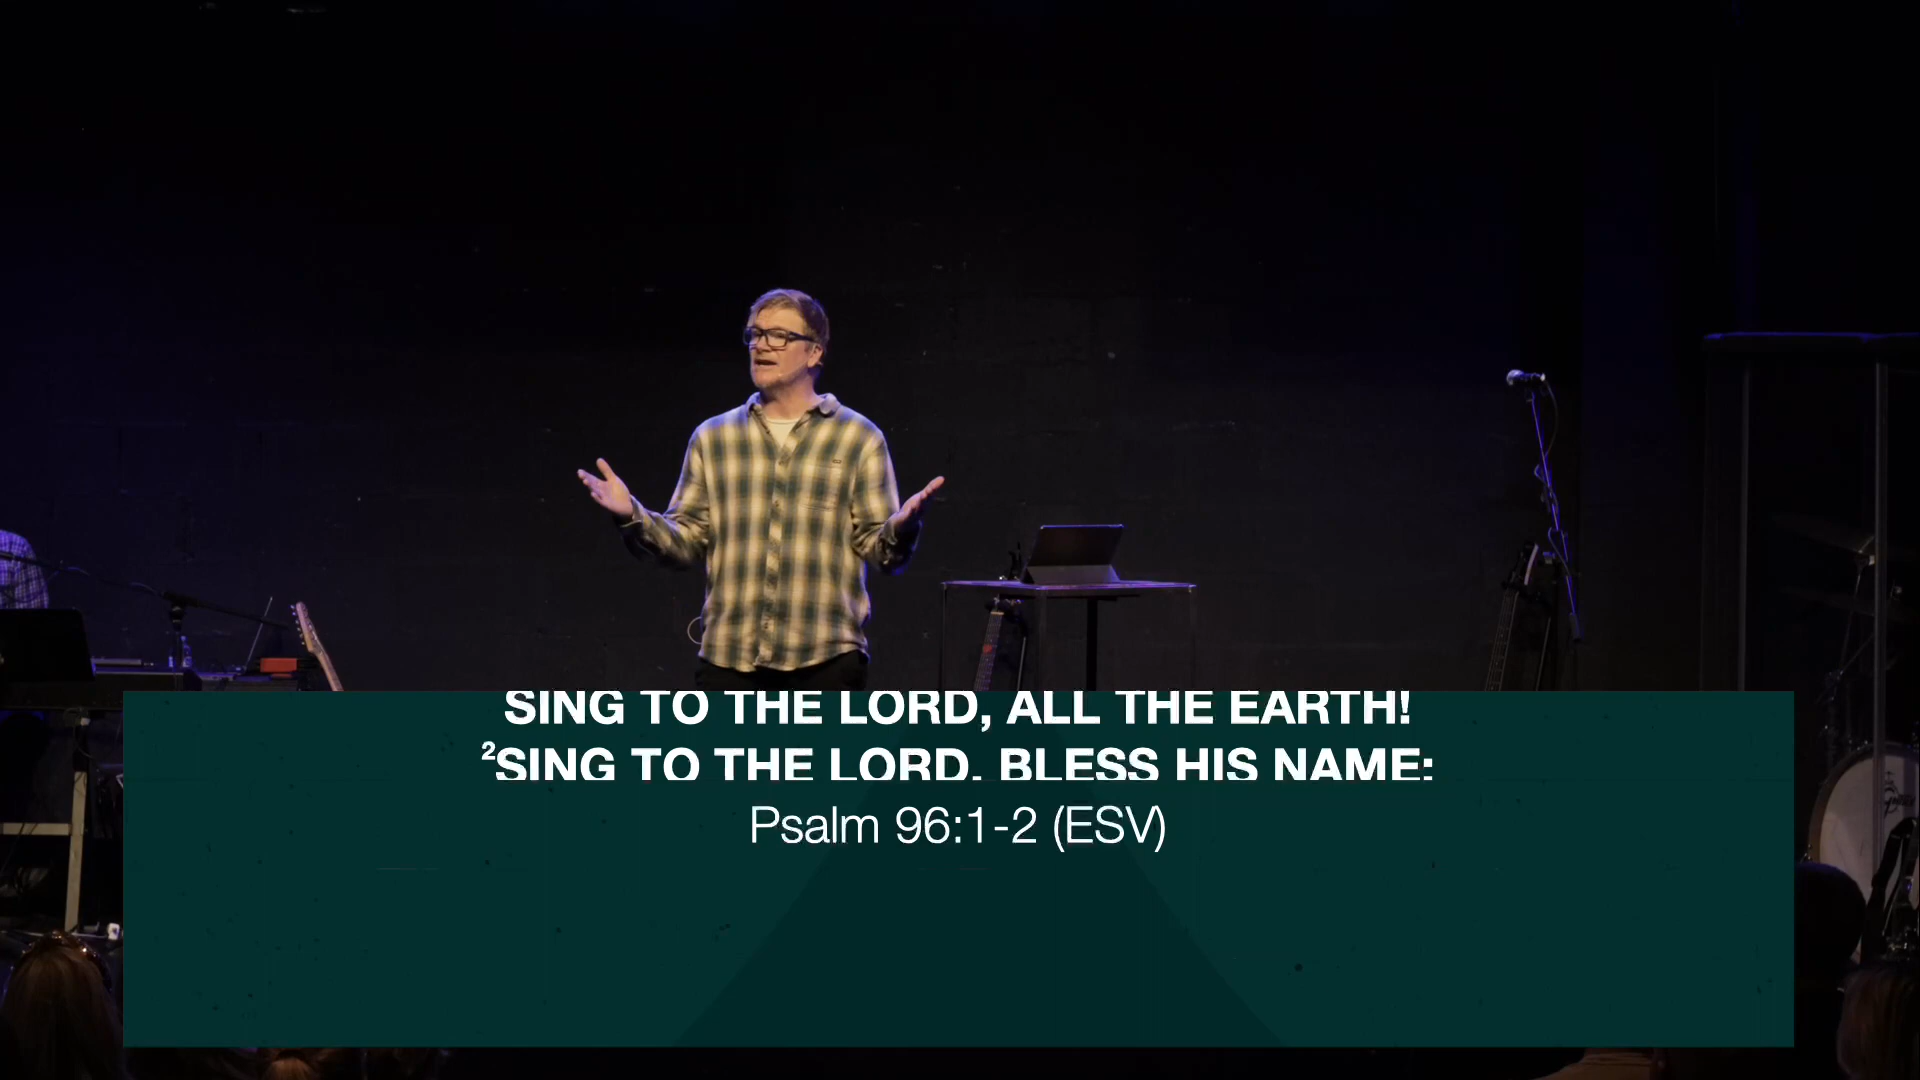 SING TO THE LORD, ALL THE EARTH!
²SING TO THE LORD, BLESS HIS NAME;
Psalm 96:1-2 (ESV)